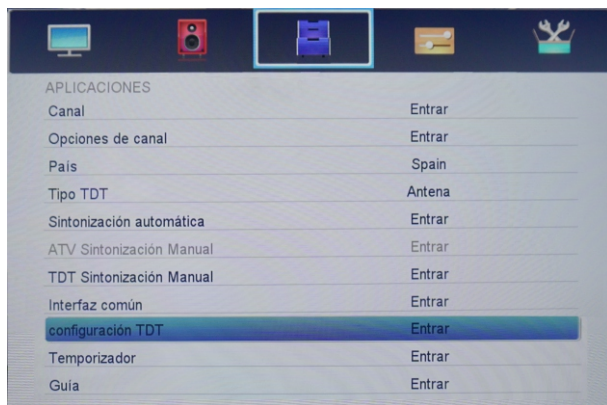 APLICACIONES
Canal Entrar
Opciones de canal Entrar
País Spain
Tipo TDT Antena
Sintonización automática Entrar
ATV Sintonización Manual Entrar
TDT Sintonización Manual Entrar
Interfaz común Entrar
configuración TDT Entrar
Temporizador Entrar
Guía Entrar